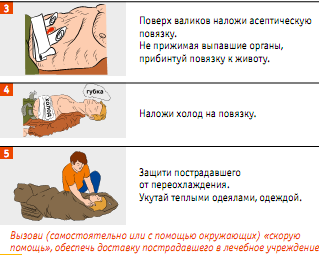 3
Поверх валиков наложи асептическую
повязку.
Не прижимая выпавшие органы,
прибинтуй повязку к животу.
4
губка
холод
Наложи холод на повязку.
5
Защити пострадавшего
от переохлаждения.
Укутай теплыми одеялами, одеждой.
Вызови (самостоятельно или с помощью окружающих) «скорую
помощь», обеспечь доставку пострадавшего в лечебное учреждение